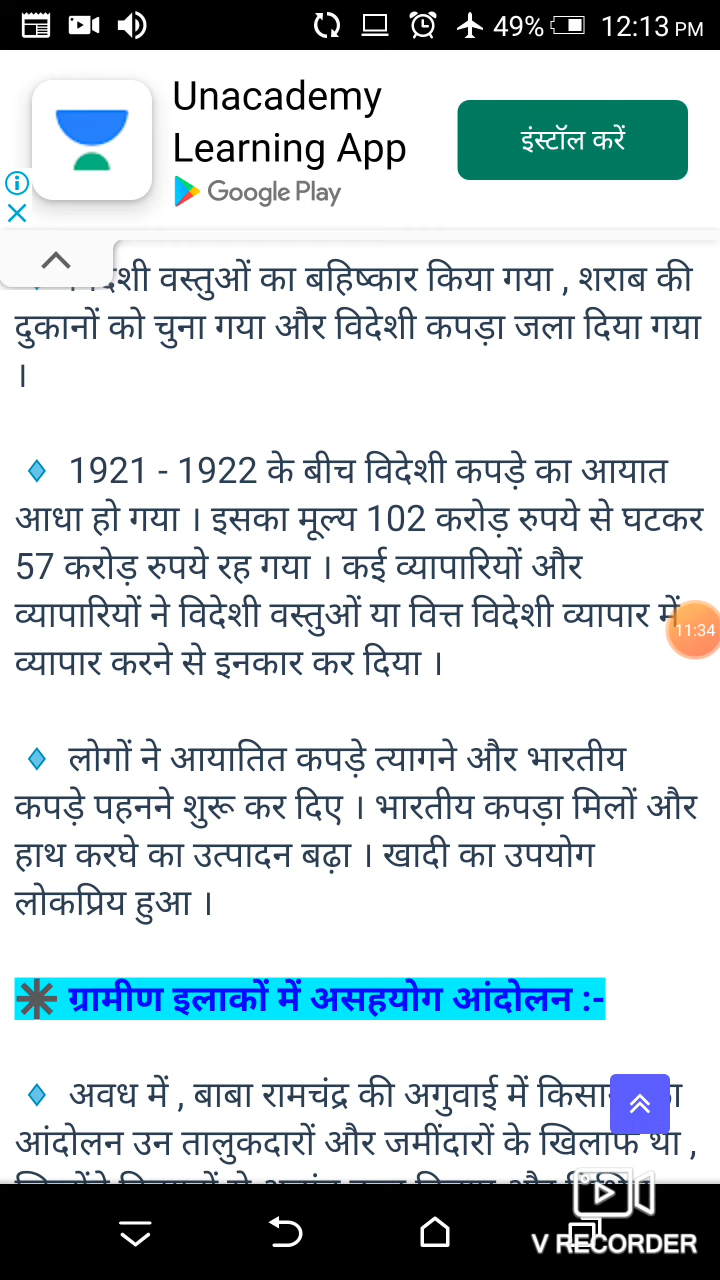 49% 12:13 PM
Unacademy
Learning App
Google Play
इंस्टॉल करें
वस्तुओं का बहिष्कार किया गया , शराब की
दुकानों को चुना गया और विदेशी कपड़ा जला दिया गया
।
1921 - 1922 के बीच विदेशी कपड़े का आयात
आधा हो गया । इसका मूल्य 102 करोड़ रुपये से घटकर
57 करोड़ रुपये रह गया । कई व्यापारियों और
व्यापारियों ने विदेशी वस्तुओं या वित्त विदेशी व्यापार में
11:34
व्यापार करने से इनकार कर दिया ।
लोगों ने आयातित कपड़े त्यागने और भारतीय
कपड़े पहनने शुरू कर दिए । भारतीय कपड़ा मिलों और
हाथ करघे का उत्पादन बढ़ा । खादी का उपयोग
लोकप्रिय हुआ ।
ग्रामीण इलाकों में असहयोग आंदोलन :-
अवध में , बाबा रामचंद्र की अगुवाई में
आंदोलन उन तालुकदारों और जमींदारों के खिलाफ था ,
V RECORDER